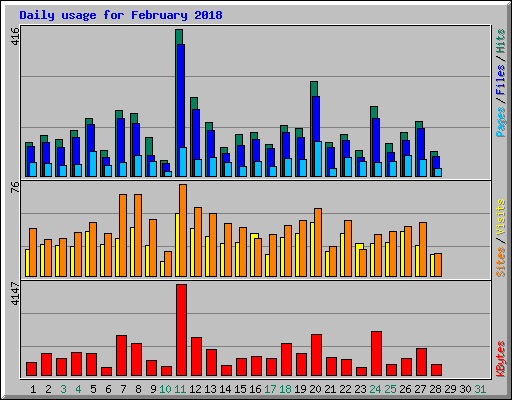 Daily usage for February 2018
416
Pages / Files / Hits
76
Sites / Visits
4147
KBytes
1 2 3 4 5 6 7 8 9 10 11 12 13 14 15 16 17 18 19 20 21 22 23 24 25 26 27 28 29 30 31